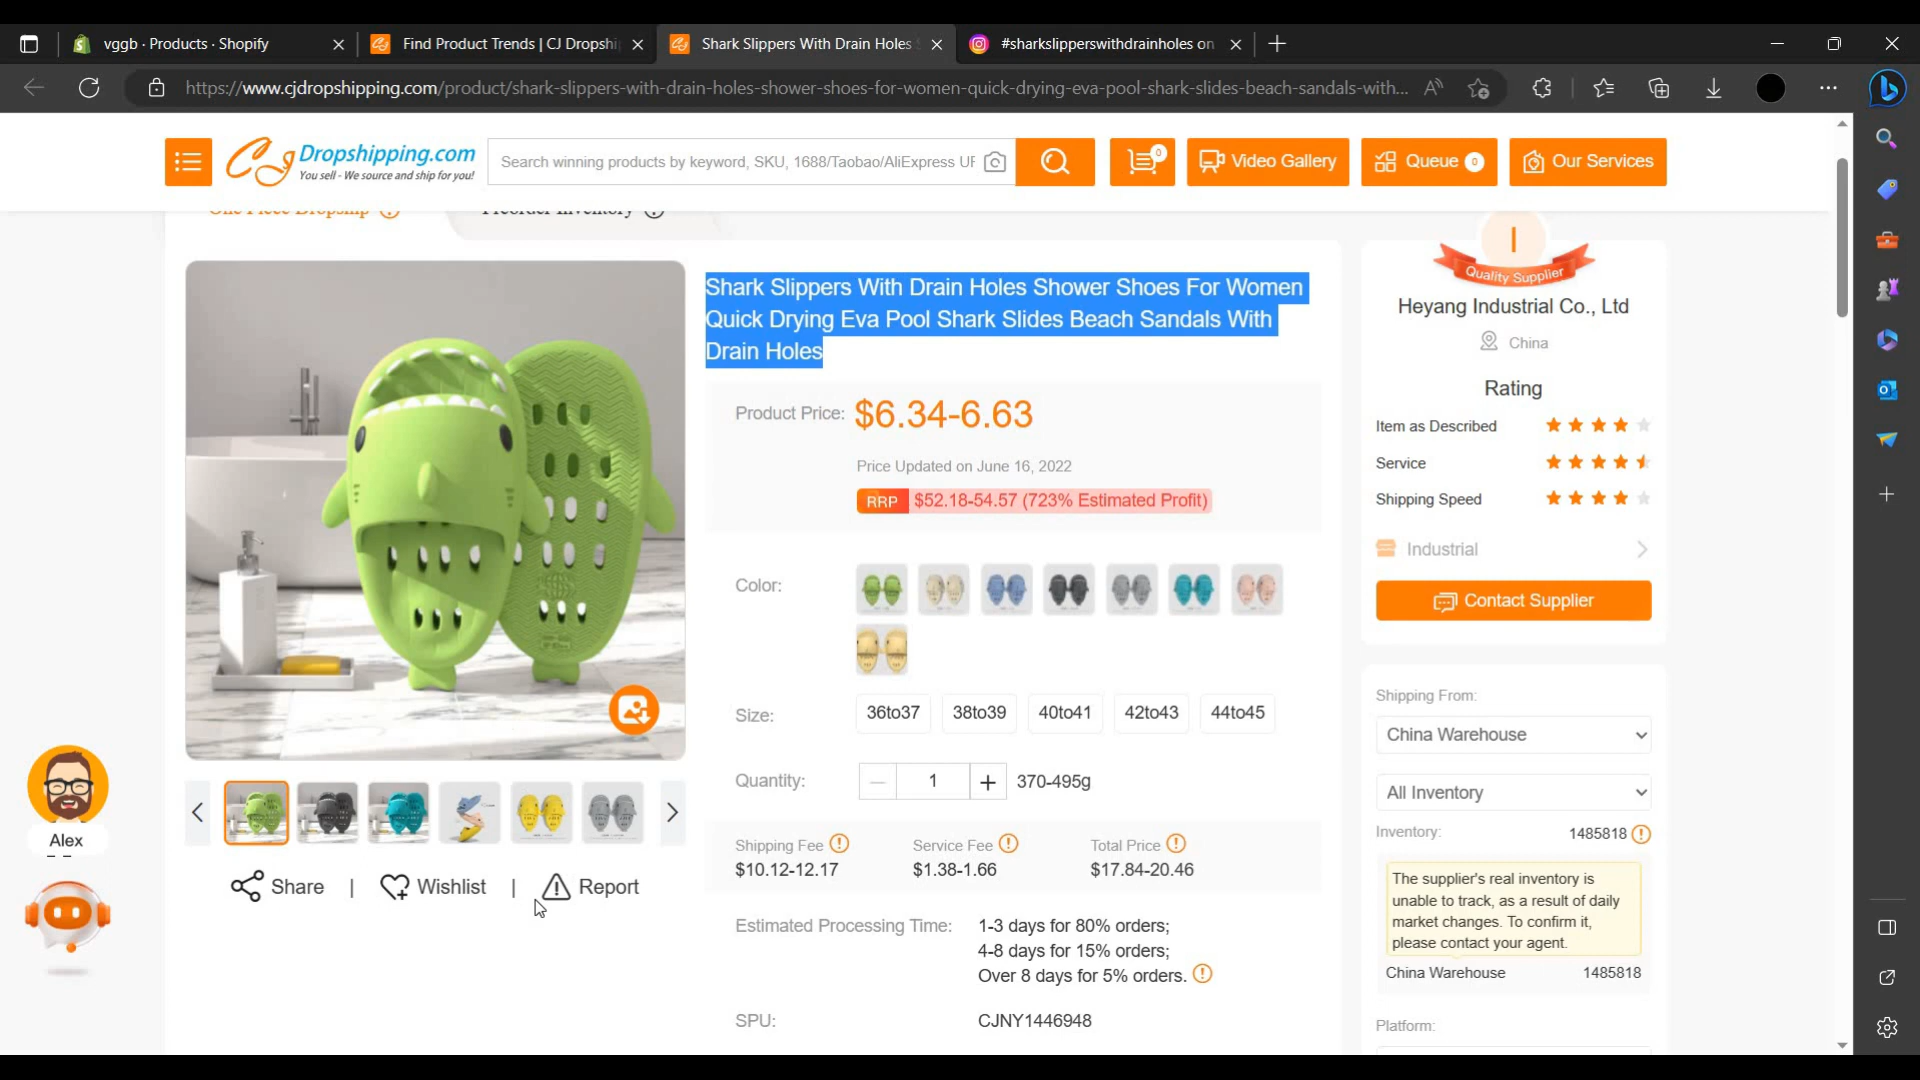 vggb · Products · Shopify
Find Product Trends | CJ Dropshi
Shark Slippers With Drain Holes
#sharkslipperswithdrainholes on
https://www.cjdropshipping.com/product/shark-slippers-with-drain-holes-shower-shoes-for-women-quick-drying-eva-pool-shark-slides-beach-sandals-with...
Dropshipping.com
You sell - We source and ship for you!
Search winning products by keyword, SKU, 1688/Taobao/AliExpress
0
Video Gallery
Queue 0
Our Services
One Piece Dropship
Preorder Inventory
Shark Slippers With Drain Holes Shower Shoes For Women
Quick Drying Eva Pool Shark Slides Beach Sandals With
Drain Holes
Product Price: $6.34-6.63
Price Updated on June 16, 2022
RRP $52.18-54.57 (723% Estimated Profit)
Color:
Size: 36to37 38to39 40to41 42to43 44to45
Quantity: 1 370-495g
Shipping Fee Service Fee Total Price
$10.12-12.17 $1.38-1.66 $17.84-20.46
Estimated Processing Time: 1-3 days for 80% orders;
4-8 days for 15% orders;
Over 8 days for 5% orders.
SPU: CJNY1446948
Share | Wishlist | Report
Alex
I
Quality Supplier
Heyang Industrial Co., Ltd
China
Rating
Item as Described
Service
Shipping Speed
Industrial
Contact Supplier
Shipping From:
China Warehouse
All Inventory
Inventory: 1485818
The supplier's real inventory is
unable to track, as a result of daily
market changes. To confirm it,
please contact your agent.
China Warehouse 1485818
Platform: